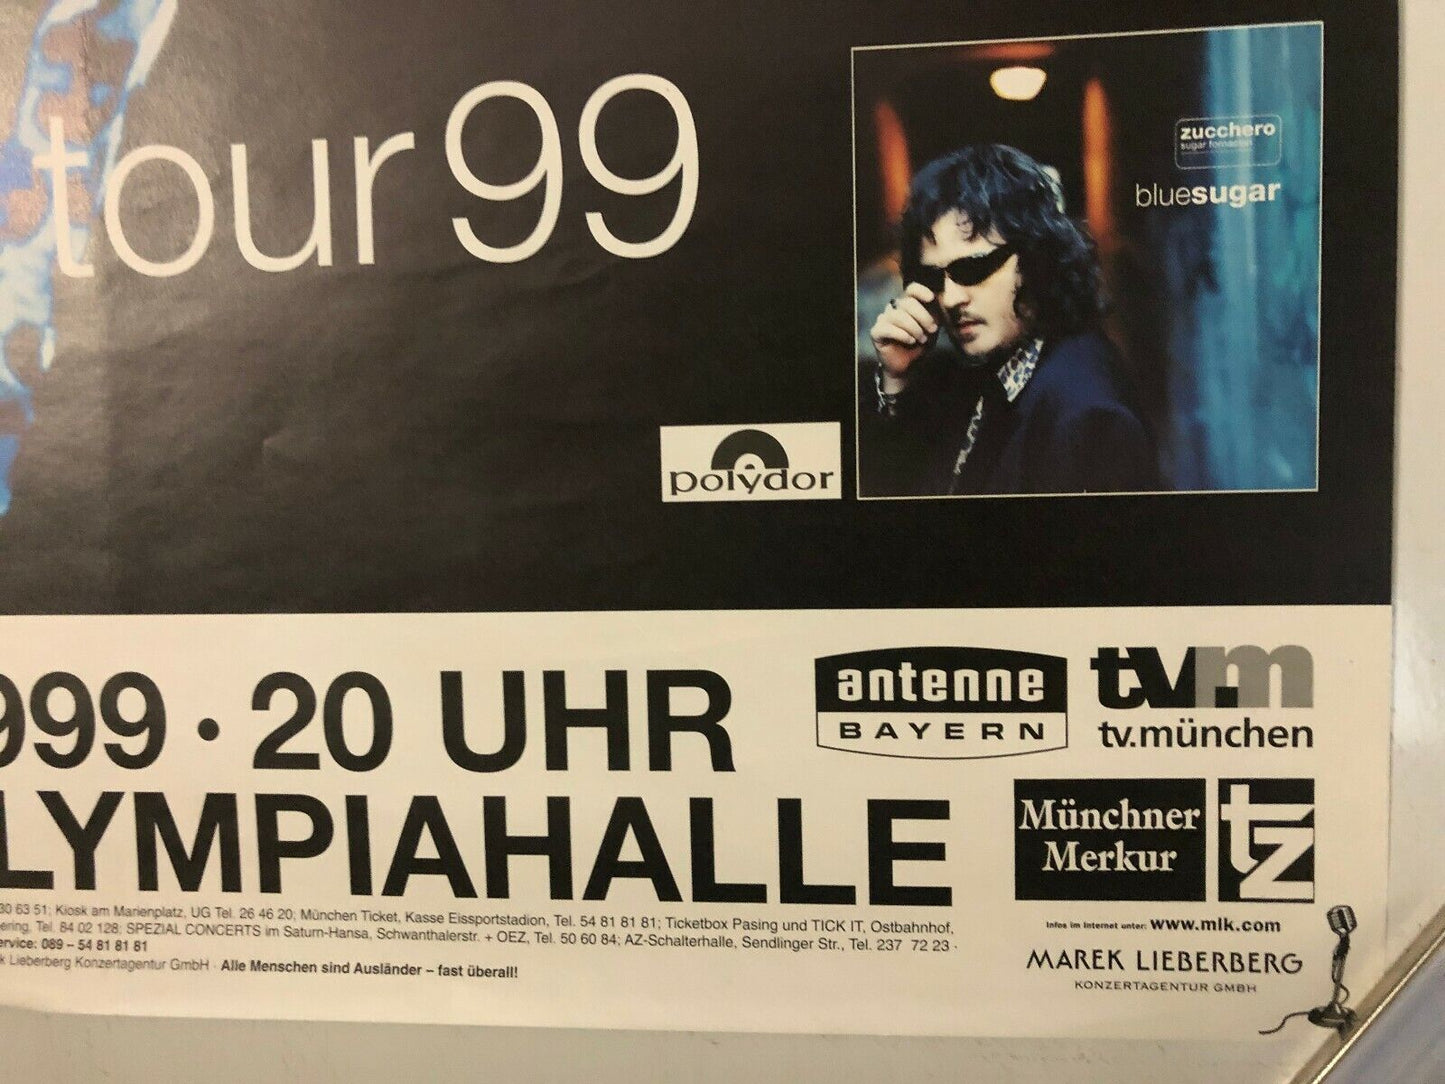 tour 99
zucchero
sugar fornaciari
bluesugar
polydor
999 · 20 UHR
LYMPIAHALLE
antenne
BAYERN
tv.m
tv.münchen
Münchner
Merkur
tz
30 63 51; Kiosk am Marienplatz, UG Tel. 26 46 20; München Ticket, Kasse Eissportstadion, Tel. 54 81 81 81; Ticketbox Pasing und TICK IT, Ostbahnhof,
ering, Tel. 84 02 128; SPEZIAL CONCERTS im Saturn-Hansa, Schwanthalerstr. + OEZ, Tel. 50 60 84; AZ-Schalterhalle, Sendlinger Str., Tel. 237 72 23 ·
ervice: 089 – 54 81 81 81
k Lieberberg Konzertagentur GmbH · Alle Menschen sind Ausländer – fast überall!
Infos im Internet unter: www.mlk.com
MAREK LIEBERBERG
KONZERTAGENTUR GMBH